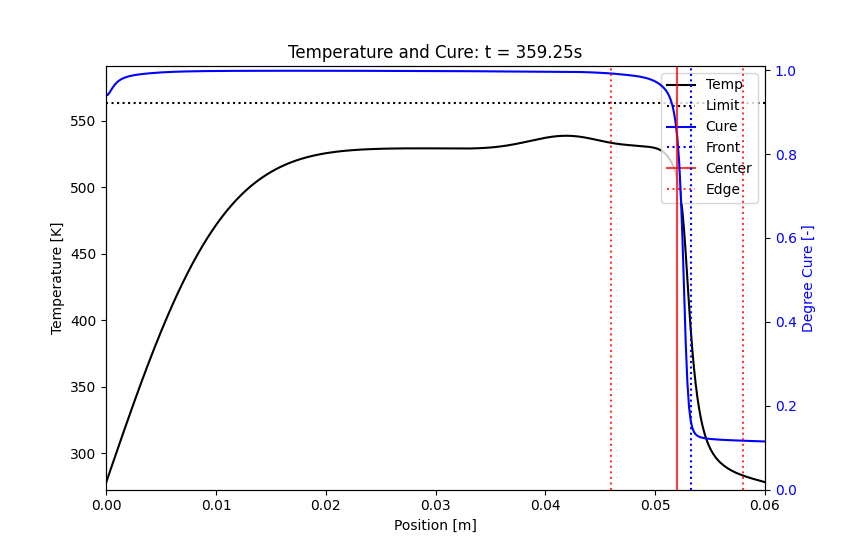 Temperature and Cure: t = 359.25s
Temperature [K]
550
500
450
400
350
300
0.00
0.01
0.02
0.03
0.04
0.05
0.06
Position [m]
1.0
0.8
0.6
0.4
0.2
0.0
Degree Cure [-]
Temp
Limit
Cure
Front
Center
Edge